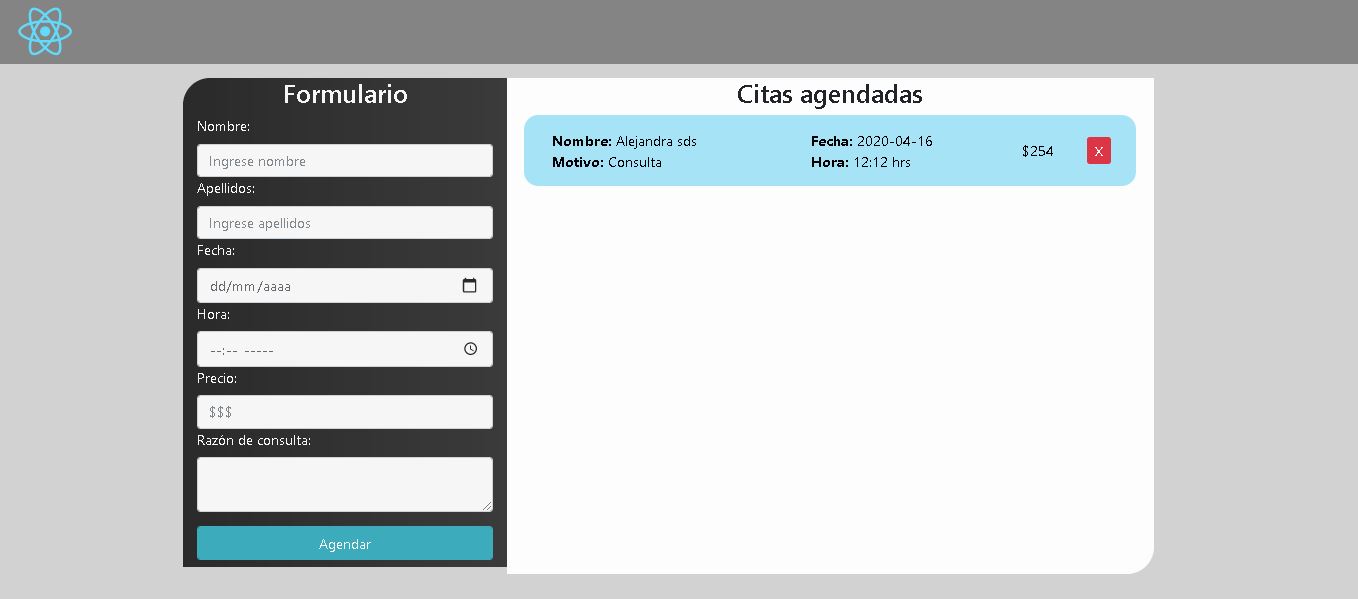 Formulario
Nombre:
Ingrese nombre
Apellidos:
Ingrese apellidos
Fecha:
dd/mm/aaaa
Hora:
--:-- -----
Precio:
$$$
Razón de consulta:
Agendar
Citas agendadas
Nombre: Alejandra sds
Motivo: Consulta
Fecha: 2020-04-16
Hora: 12:12 hrs
$254
X